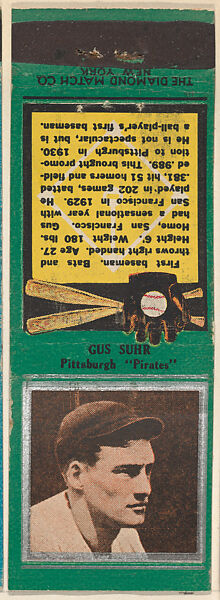 THE DIAMOND MATCH CO.
NEW YORK
First baseman. Bats and
throws right handed. Age 27.
Height 6. Weight 180 lbs.
Home, San Francisco. Gus
had a sensational year with
San Francisco in 1929. He
played in 202 games, batted
.381, hit 51 homers and field-
ed .989. This brought promo-
tion to Pittsburgh in 1930.
He is not spectacular, but is
a ball-player's first baseman.
GUS SUHR
Pittsburgh "Pirates"